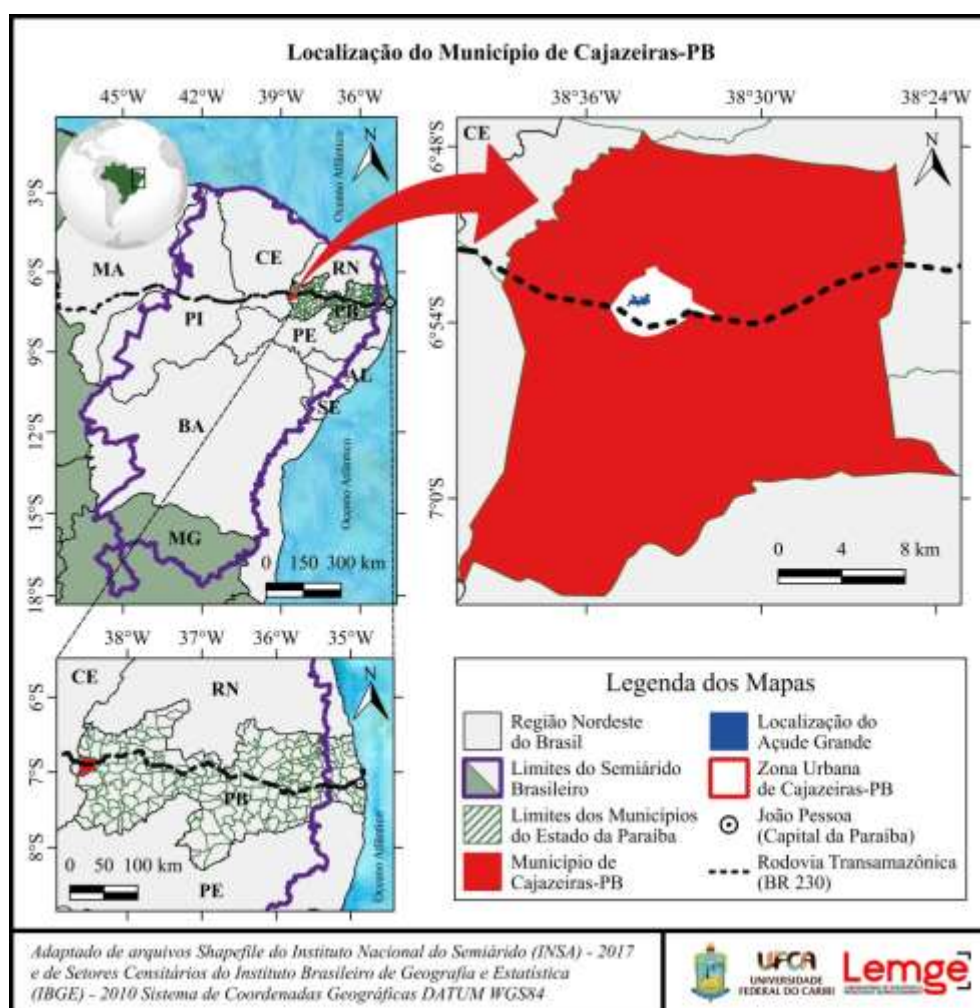 Localização do Município de Cajazeiras-PB
45°W 42°W 39°W 36°W
3°S
6°S
9°S
12°S
15°S
18°S
N
Oceano Atlântico
Oceano Atlântico
MA
CE
RN
PI
PB
PE
AL
SE
BA
MG
0 150 300 km
38°36'W 38°30'W 38°24'W
6°48'S
6°54'S
7°0'S
CE
N
0 4 8 km
38°W 37°W 36°W 35°W
6°S
7°S
8°S
CE
RN
N
PB
PE
Oceano Atlântico
0 50 100 km
Legenda dos Mapas
Região Nordeste
do Brasil
Limites do Semiárido
Brasileiro
Limites dos Municípios
do Estado da Paraíba
Município de
Cajazeiras-PB
Localização do
Açude Grande
Zona Urbana
de Cajazeiras-PB
João Pessoa
(Capital da Paraíba)
Rodovia Transamazônica
(BR 230)
Adaptado de arquivos Shapefile do Instituto Nacional do Semiárido (INSA) - 2017
e de Setores Censitários do Instituto Brasileiro de Geografia e Estatística
(IBGE) - 2010 Sistema de Coordenadas Geográficas DATUM WGS84
UFCA
UNIVERSIDADE
FEDERAL DO CARIRI
Lemge